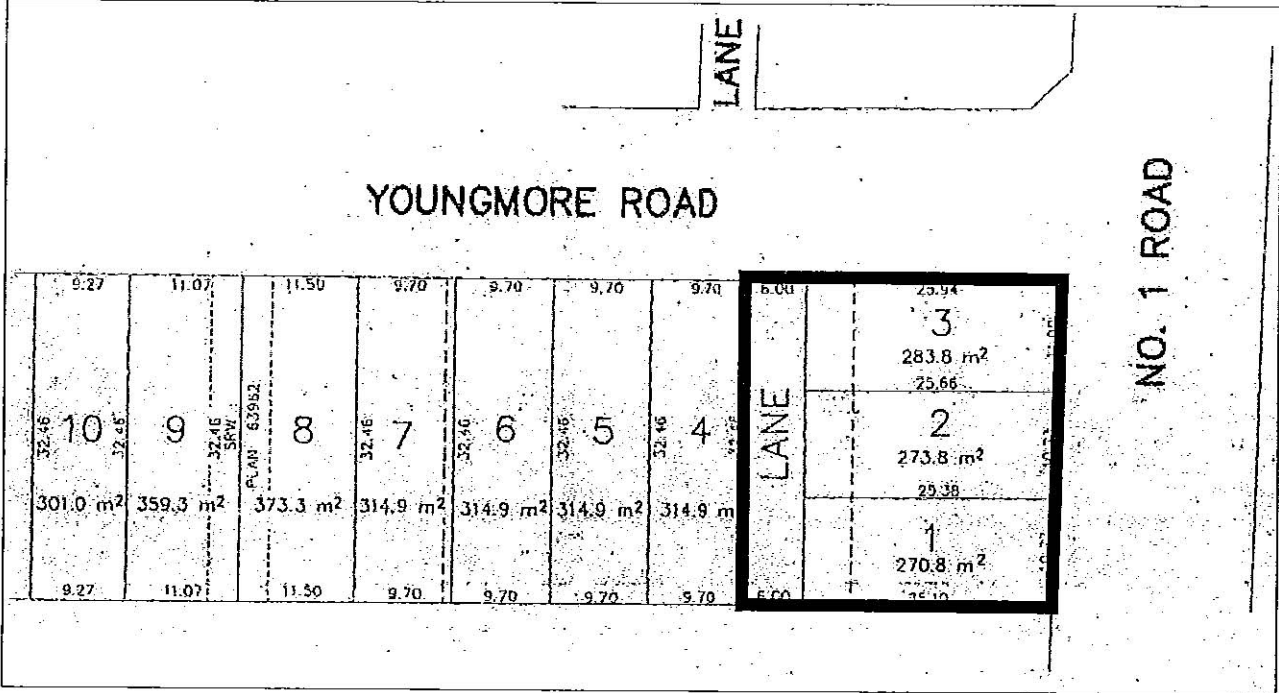 LANE
YOUNGMORE ROAD
NO. 1 ROAD
9.27 11.07 11.50 9.70 9.70 9.70 9.70 6.00 25.94
3
283.8 m²
25.66
32.46 10 32.46 9 32.46 SRW PLAN 63962 8 32.46 7 32.46 6 32.46 5 32.46 4 LANE 2
273.8 m²
25.38
301.0 m² 359.3 m² 373.3 m² 314.9 m² 314.9 m² 314.9 m² 314.9 m
1
270.8 m²
9.27 11.07 11.50 9.70 9.70 9.70 9.70 6.00 25.10